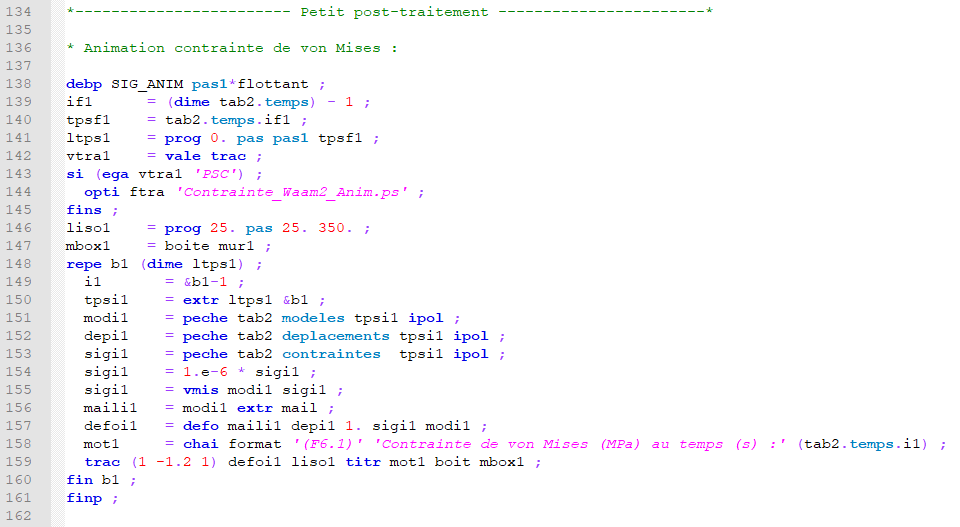 134 *------------------------ Petit post-traitement -----------------------*
135
136 * Animation contrainte de von Mises :
137
138 debp SIG_ANIM pas1*flottant ;
139 if1      = (dime tab2.temps) - 1 ;
140 tpsf1    = tab2.temps.if1 ;
141 ltps1    = prog 0. pas pas1 tpsf1 ;
142 vtra1    = vale trac ;
143 si (ega vtra1 'PSC') ;
144   opti ftra 'Contrainte_Waam2_Anim.ps' ;
145 fins ;
146 liso1    = prog 25. pas 25. 350. ;
147 mbox1    = boite mur1 ;
148 repe b1 (dime ltps1) ;
149   i1       = &b1-1 ;
150   tpsi1    = extr ltps1 &b1 ;
151   modi1    = peche tab2 modeles tpsi1 ipol ;
152   depi1    = peche tab2 deplacements tpsi1 ipol ;
153   sigi1    = peche tab2 contraintes  tpsi1 ipol ;
154   sigi1    = 1.e-6 * sigi1 ;
155   sigi1    = vmis modi1 sigi1 ;
156   maili1   = modi1 extr mail ;
157   defoi1   = defo maili1 depi1 1. sigi1 modi1 ;
158   mot1     = chai format '(F6.1)' 'Contrainte de von Mises (MPa) au temps (s) :' (tab2.temps.i1) ;
159   trac (1 -1.2 1) defoi1 liso1 titr mot1 boit mbox1 ;
160 fin b1 ;
161 finp ;
162